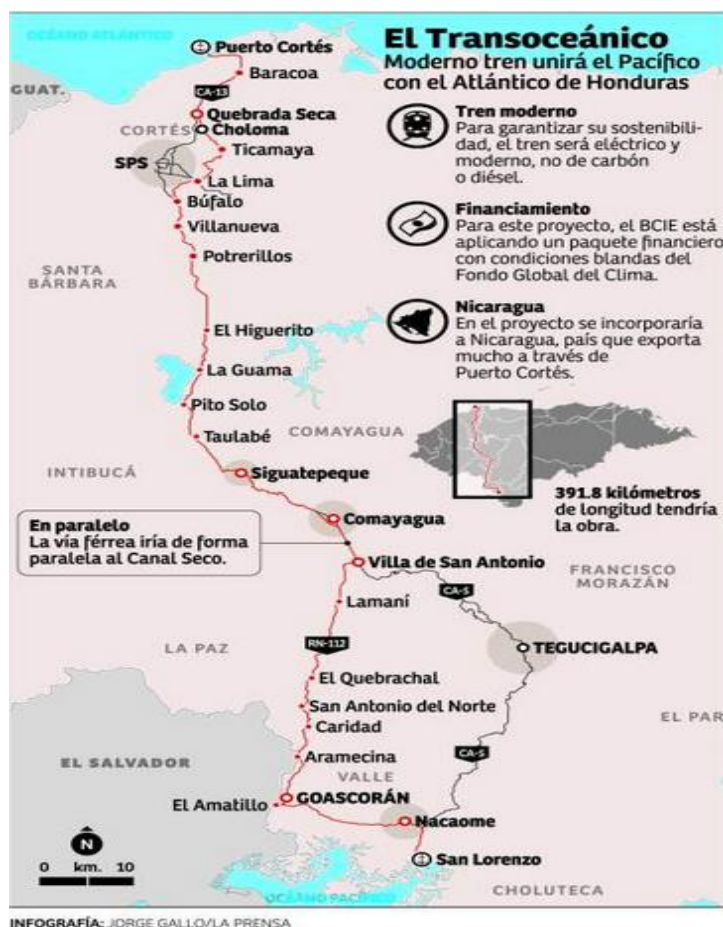 El Transoceánico
Moderno tren unirá el Pacífico
con el Atlántico de Honduras
Tren moderno
Para garantizar su sostenibili-
dad, el tren será eléctrico y
moderno, no de carbón
o diésel.
Financiamiento
Para este proyecto, el BCIE está
aplicando un paquete financiero
con condiciones blandas del
Fondo Global del Clima.
Nicaragua
En el proyecto se incorporaría
a Nicaragua, país que exporta
mucho a través de
Puerto Cortés.
391.8 kilómetros
de longitud tendría
la obra.
OCÉANO ATLÁNTICO
Puerto Cortés
Baracoa
GUAT.
CA-13
Quebrada Seca
CORTÉS
Choloma
Ticamaya
SPS
La Lima
Búfalo
Villanueva
Potrerillos
SANTA
BÁRBARA
El Higuerito
La Guama
Pito Solo
Taulabé
COMAYAGUA
INTIBUCÁ
Siguatepeque
Comayagua
En paralelo
La vía férrea iría de forma
paralela al Canal Seco.
Villa de San Antonio
FRANCISCO
MORAZÁN
CA-5
Lamaní
RN-112
LA PAZ
TEGUCIGALPA
El Quebrachal
San Antonio del Norte
Caridad
EL PAR
CA-5
Aramecina
EL SALVADOR
VALLE
GOASCORÁN
El Amatillo
Nacaome
N
0 km. 10
San Lorenzo
OCÉANO PACÍFICO
CHOLUTECA
INFOGRAFÍA: JORGE GALLO/LA PRENSA